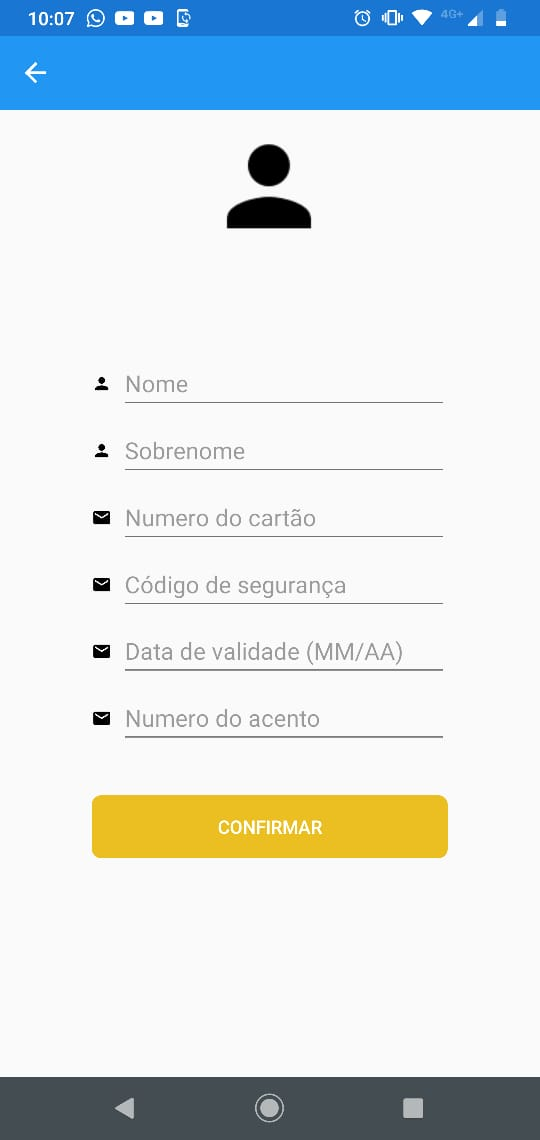 10:07
4G+
Nome
Sobrenome
Numero do cartão
Código de segurança
Data de validade (MM/AA)
Numero do acento
CONFIRMAR